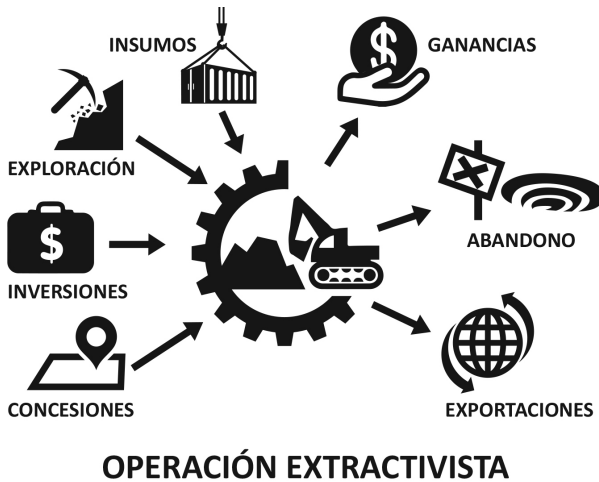 INSUMOS
GANANCIAS
EXPLORACIÓN
$
$
ABANDONO
INVERSIONES
CONCESIONES
EXPORTACIONES
OPERACIÓN EXTRACTIVISTA